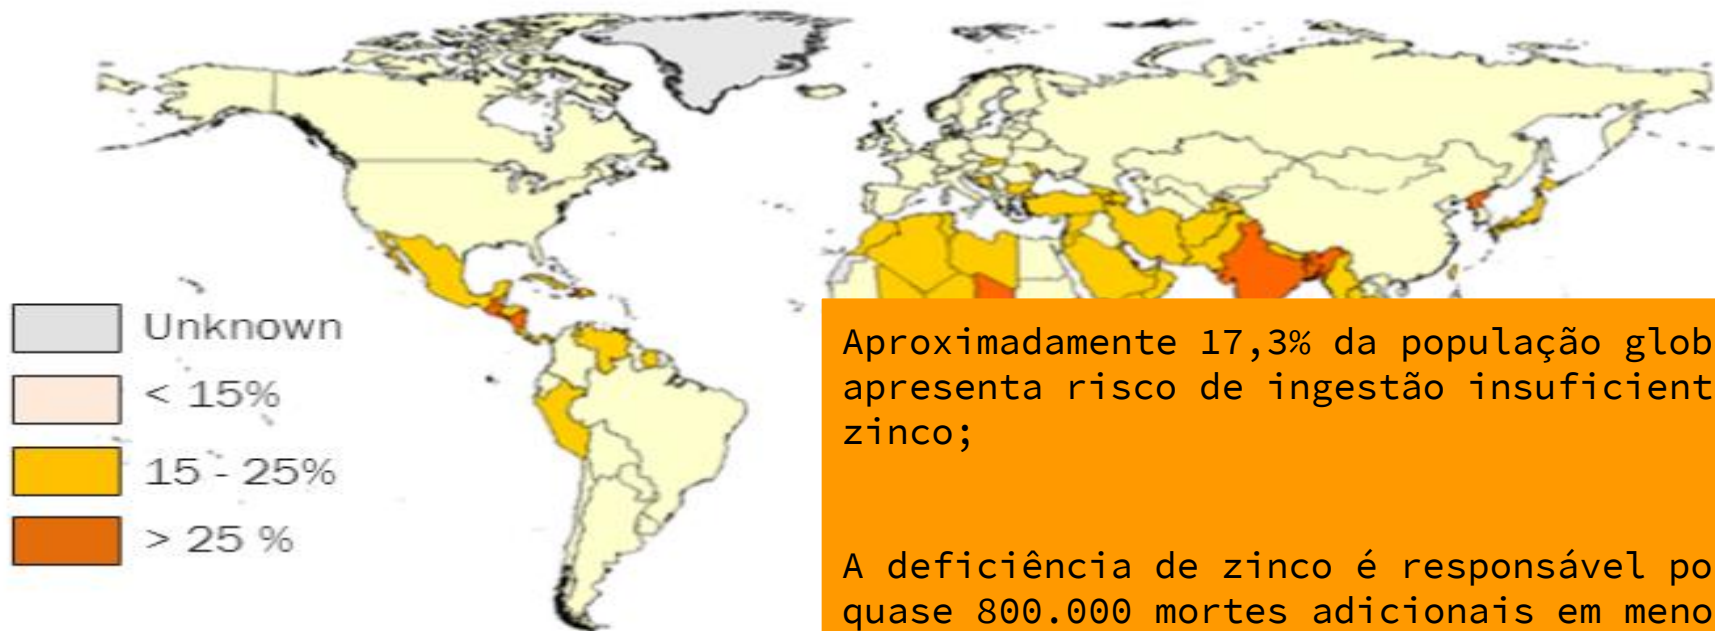 Unknown
< 15%
15 - 25%
> 25 %
Aproximadamente 17,3% da população glob
apresenta risco de ingestão insuficient
zinco;
A deficiência de zinco é responsável po
quase 800.000 mortes adicionais em meno